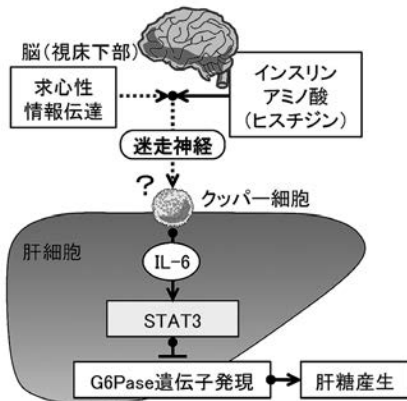 脳（視床下部）
求心性
情報伝達
インスリン
アミノ酸
（ヒスチジン）
迷走神経
?
クッパー細胞
肝細胞
IL-6
STAT3
G6Pase遺伝子発現
肝糖産生